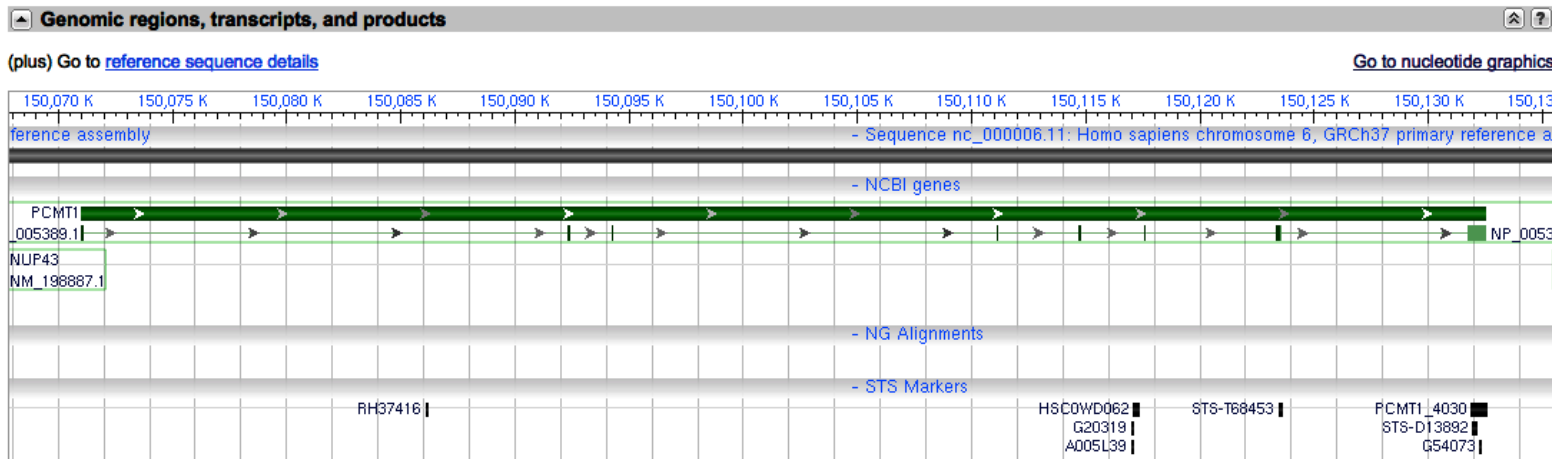 Genomic regions, transcripts, and products
(plus) Go to reference sequence details Go to nucleotide graphics
150,070 K 150,075 K 150,080 K 150,085 K 150,090 K 150,095 K 150,100 K 150,105 K 150,110 K 150,115 K 150,120 K 150,125 K 150,130 K 150,13
ference assembly - Sequence nc_000006.11: Homo sapiens chromosome 6, GRCh37 primary reference a
- NCBI genes
PCMT1
_005389.1 NP_0053
NUP43
NM_198887.1
- NG Alignments
- STS Markers
RH37416 HSC0WD062 STS-T68453 PCMT1_4030
G20319 STS-D13892
A005L39 G54073